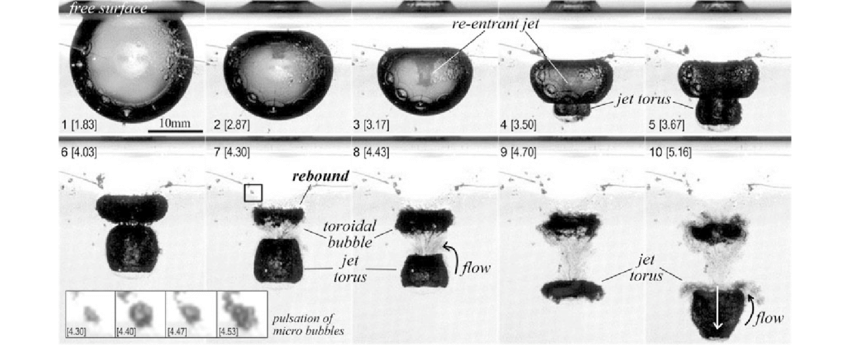 free surface
re-entrant jet
jet torus
1 [1.83]
10mm
2 [2.87]
3 [3.17]
4 [3.50]
5 [3.67]
6 [4.03]
7 [4.30]
8 [4.43]
9 [4.70]
10 [5.16]
rebound
toroidal
bubble
jet
torus
flow
jet
torus
flow
[4.30]
[4.40]
[4.47]
[4.53]
pulsation of
micro bubbles